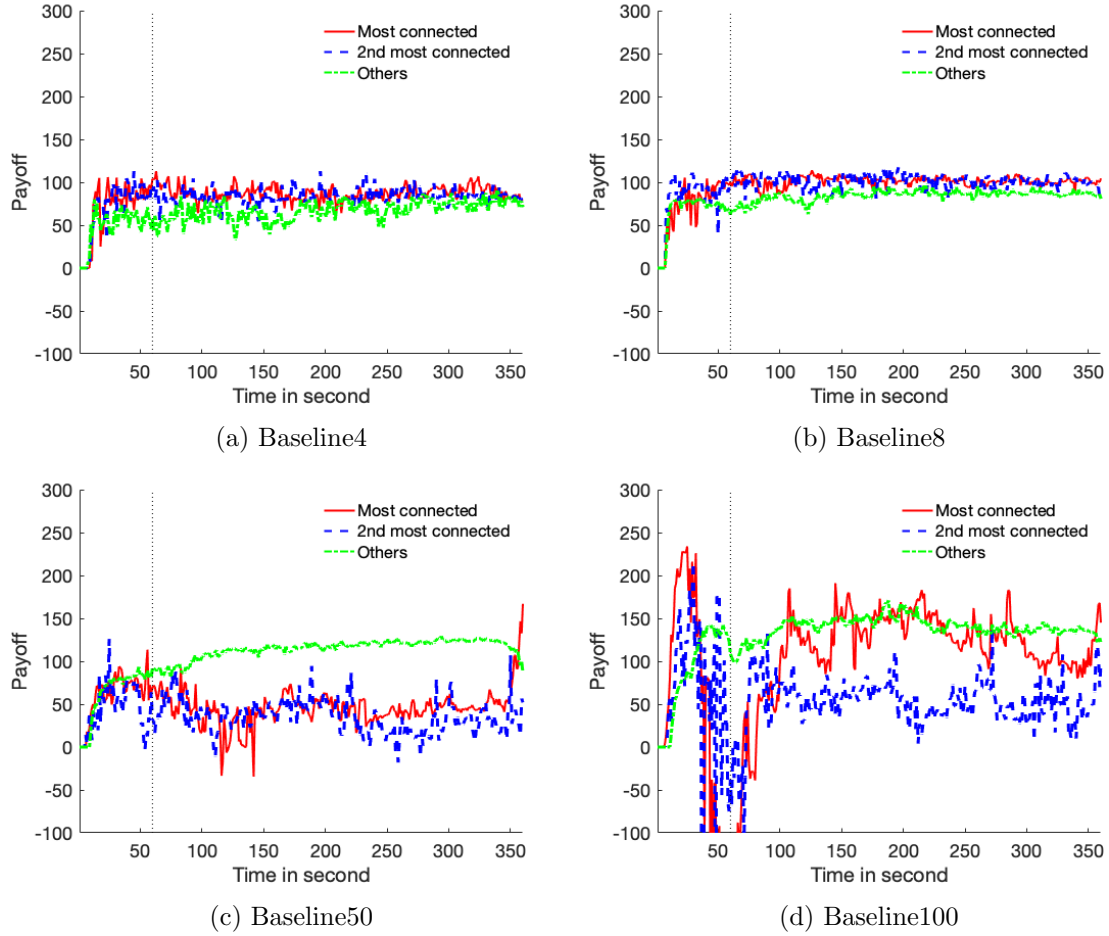 300
250
200
150
100
50
0
-50
-100
Payoff
Most connected
2nd most connected
Others
50 100 150 200 250 300 350
Time in second
(a) Baseline4
300
250
200
150
100
50
0
-50
-100
Payoff
Most connected
2nd most connected
Others
50 100 150 200 250 300 350
Time in second
(b) Baseline8
300
250
200
150
100
50
0
-50
-100
Payoff
Most connected
2nd most connected
Others
50 100 150 200 250 300 350
Time in second
(c) Baseline50
300
250
200
150
100
50
0
-50
-100
Payoff
Most connected
2nd most connected
Others
50 100 150 200 250 300 350
Time in second
(d) Baseline100